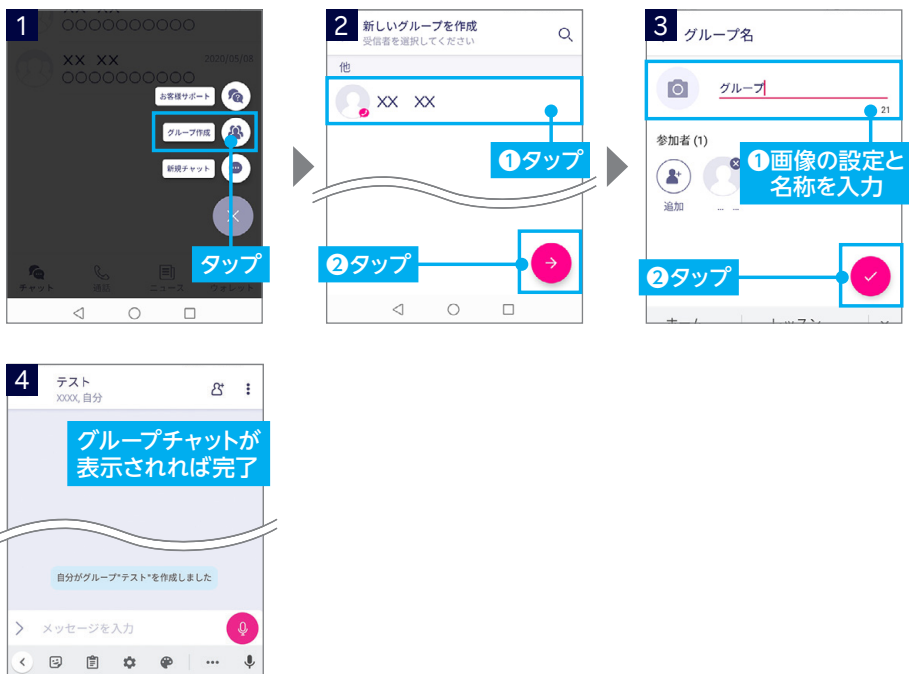 1
○○○○○○○○○○
XX XX
2020/05/08
○○○○○○○○○○
お客様サポート
グループ作成
新規チャット
タップ
チャット
通話
ニュース
ウォレット
2
新しいグループを作成
受信者を選択してください
他
XX XX
❶タップ
❷タップ
3
グループ名
グループ
21
参加者 (1)
❶画像の設定と
名称を入力
追加
... ...
❷タップ
4
テスト
XXXX, 自分
グループチャットが
表示されれば完了
自分がグループ"テスト"を作成しました
メッセージを入力